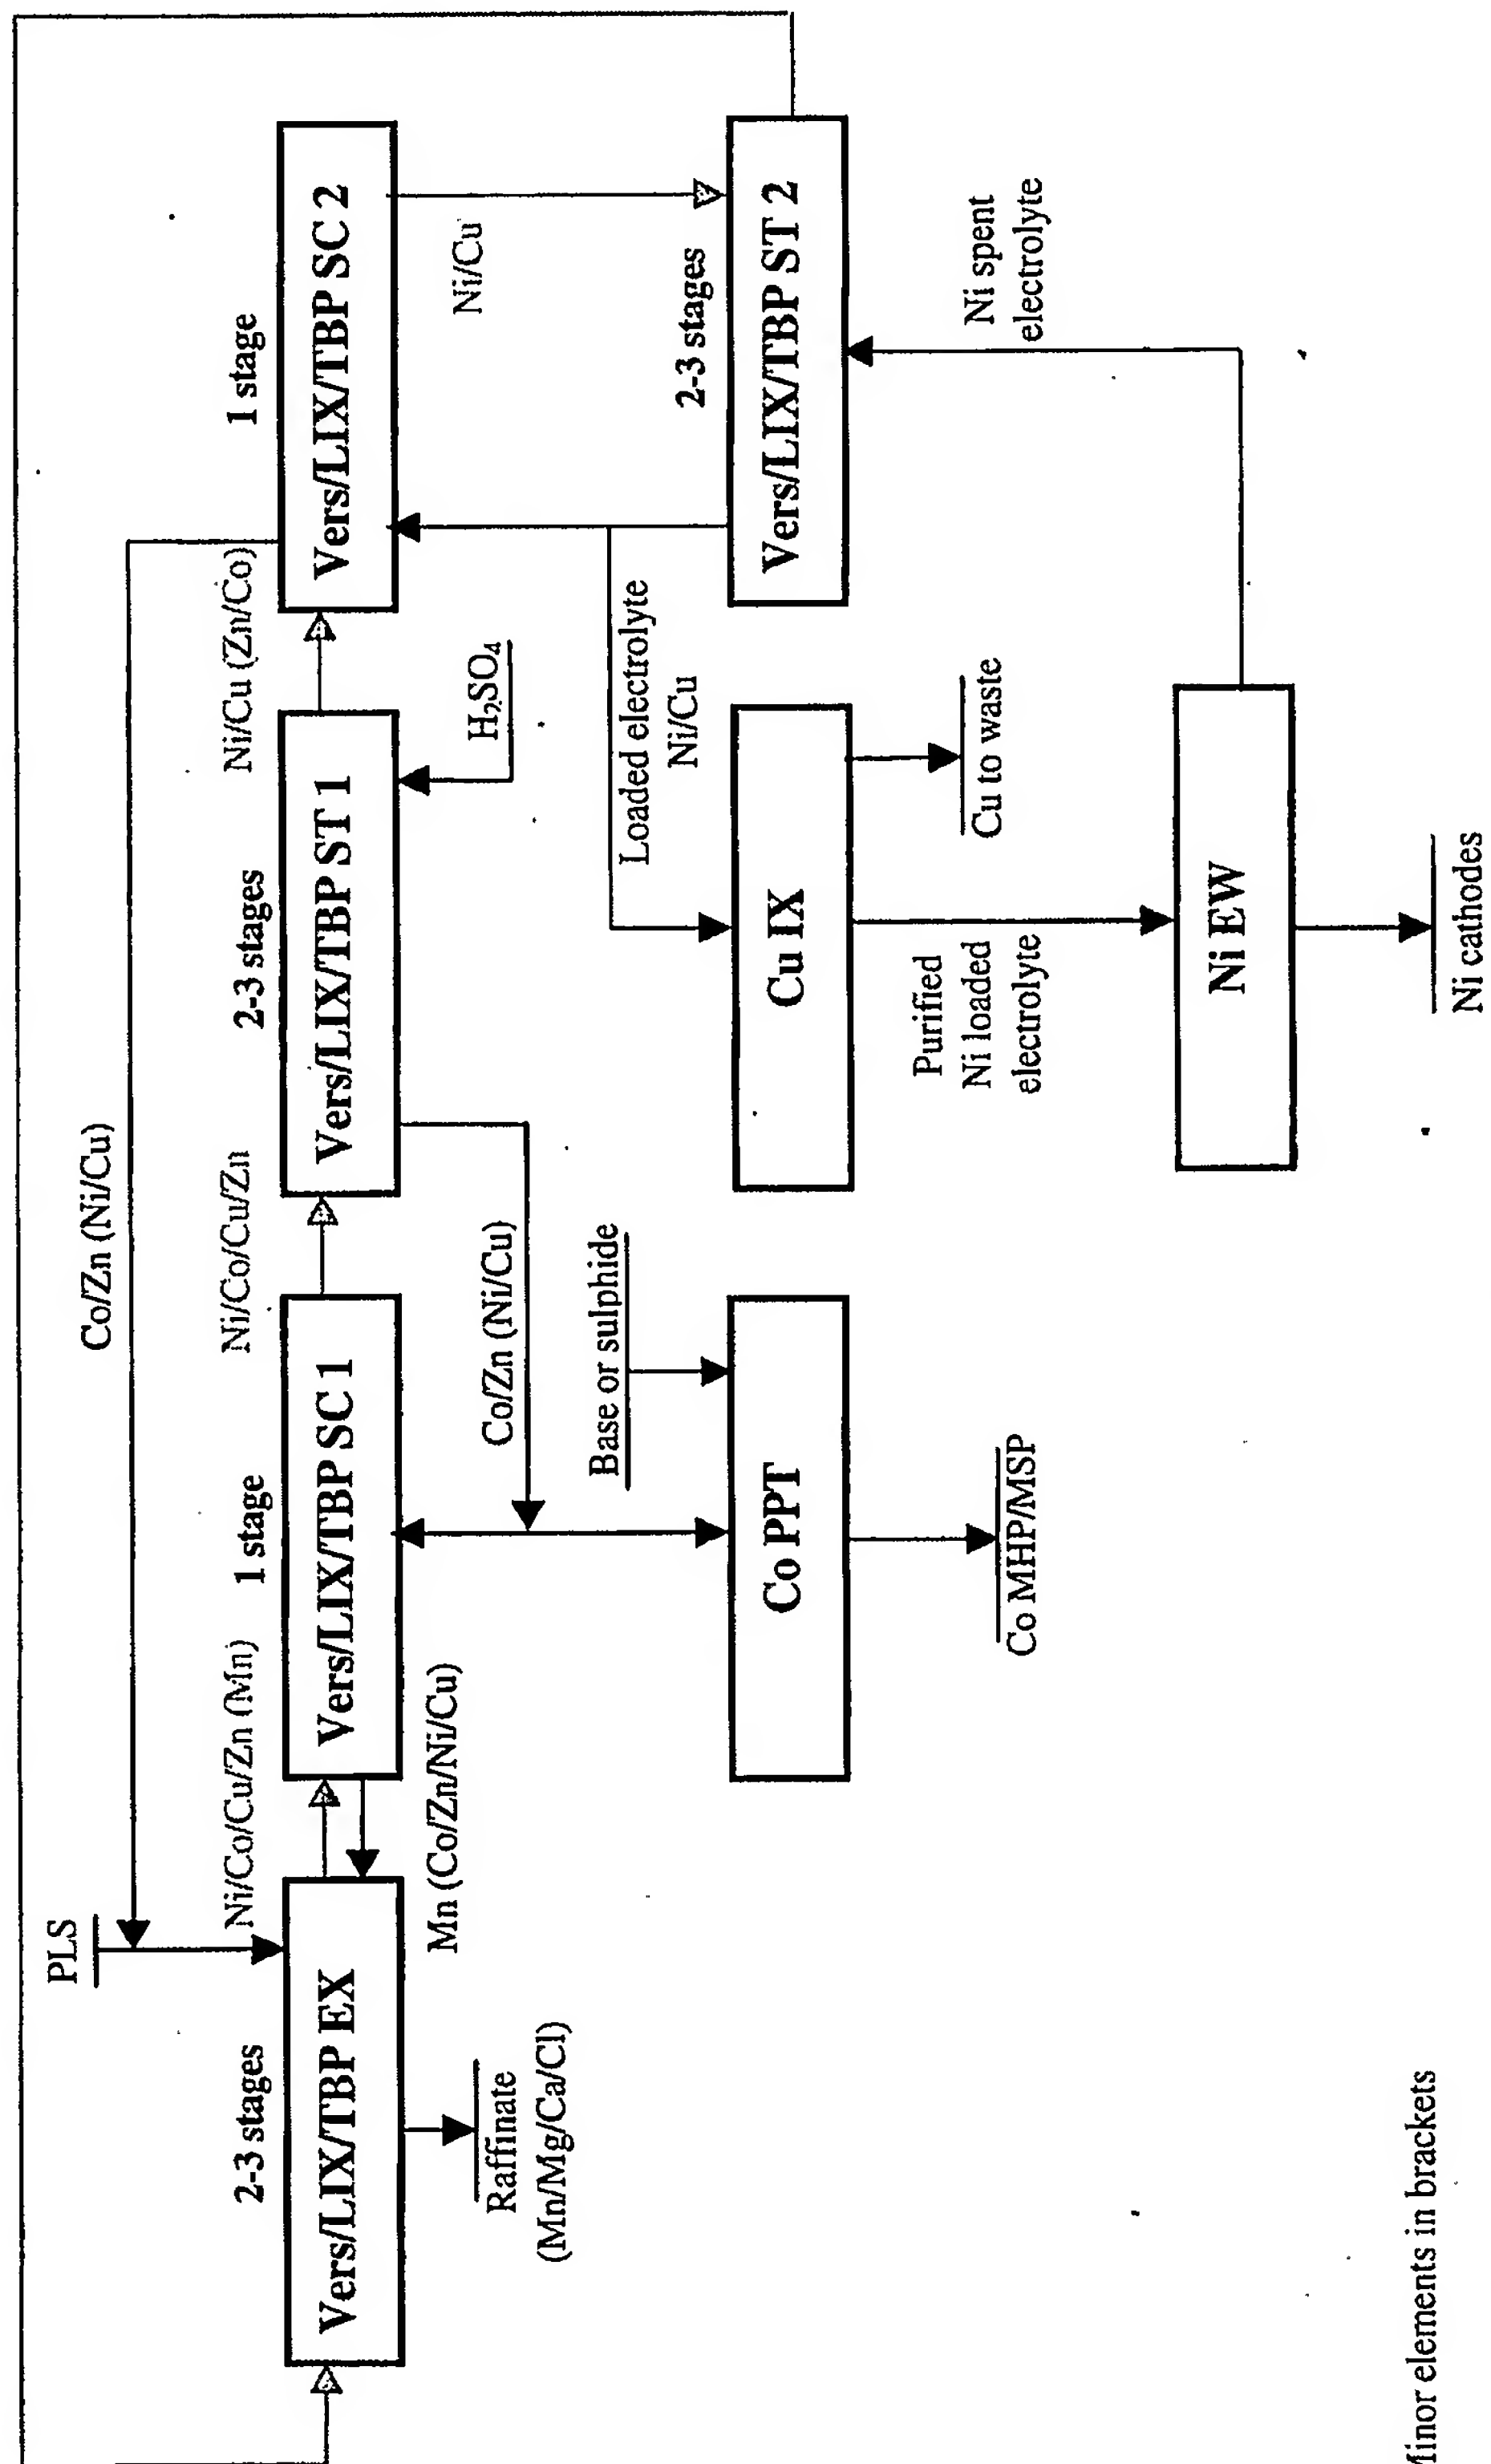 PLS
Co/Zn (Ni/Cu)
2-3 stages
Vers/LIX/TBP EX
Ni/Co/Cu/Zn (Mn)
Mn (Co/Zn/Ni/Cu)
Raffinate
(Mn/Mg/Ca/Cl)
1 stage
Vers/LIX/TBP SC 1
Ni/Co/Cu/Zn
Co/Zn (Ni/Cu)
2-3 stages
Vers/LIX/TBP ST 1
H₂SO₄
Ni/Cu (Zn/Co)
1 stage
Vers/LIX/TBP SC 2
Ni/Cu
Base or sulphide
Co PPT
Co MHP/MSP
Loaded electrolyte
Ni/Cu
Cu IX
Cu to waste
Purified
Ni loaded
electrolyte
2-3 stages
Vers/LIX/TBP ST 2
Ni spent
electrolyte
Ni EW
Ni cathodes
Minor elements in brackets